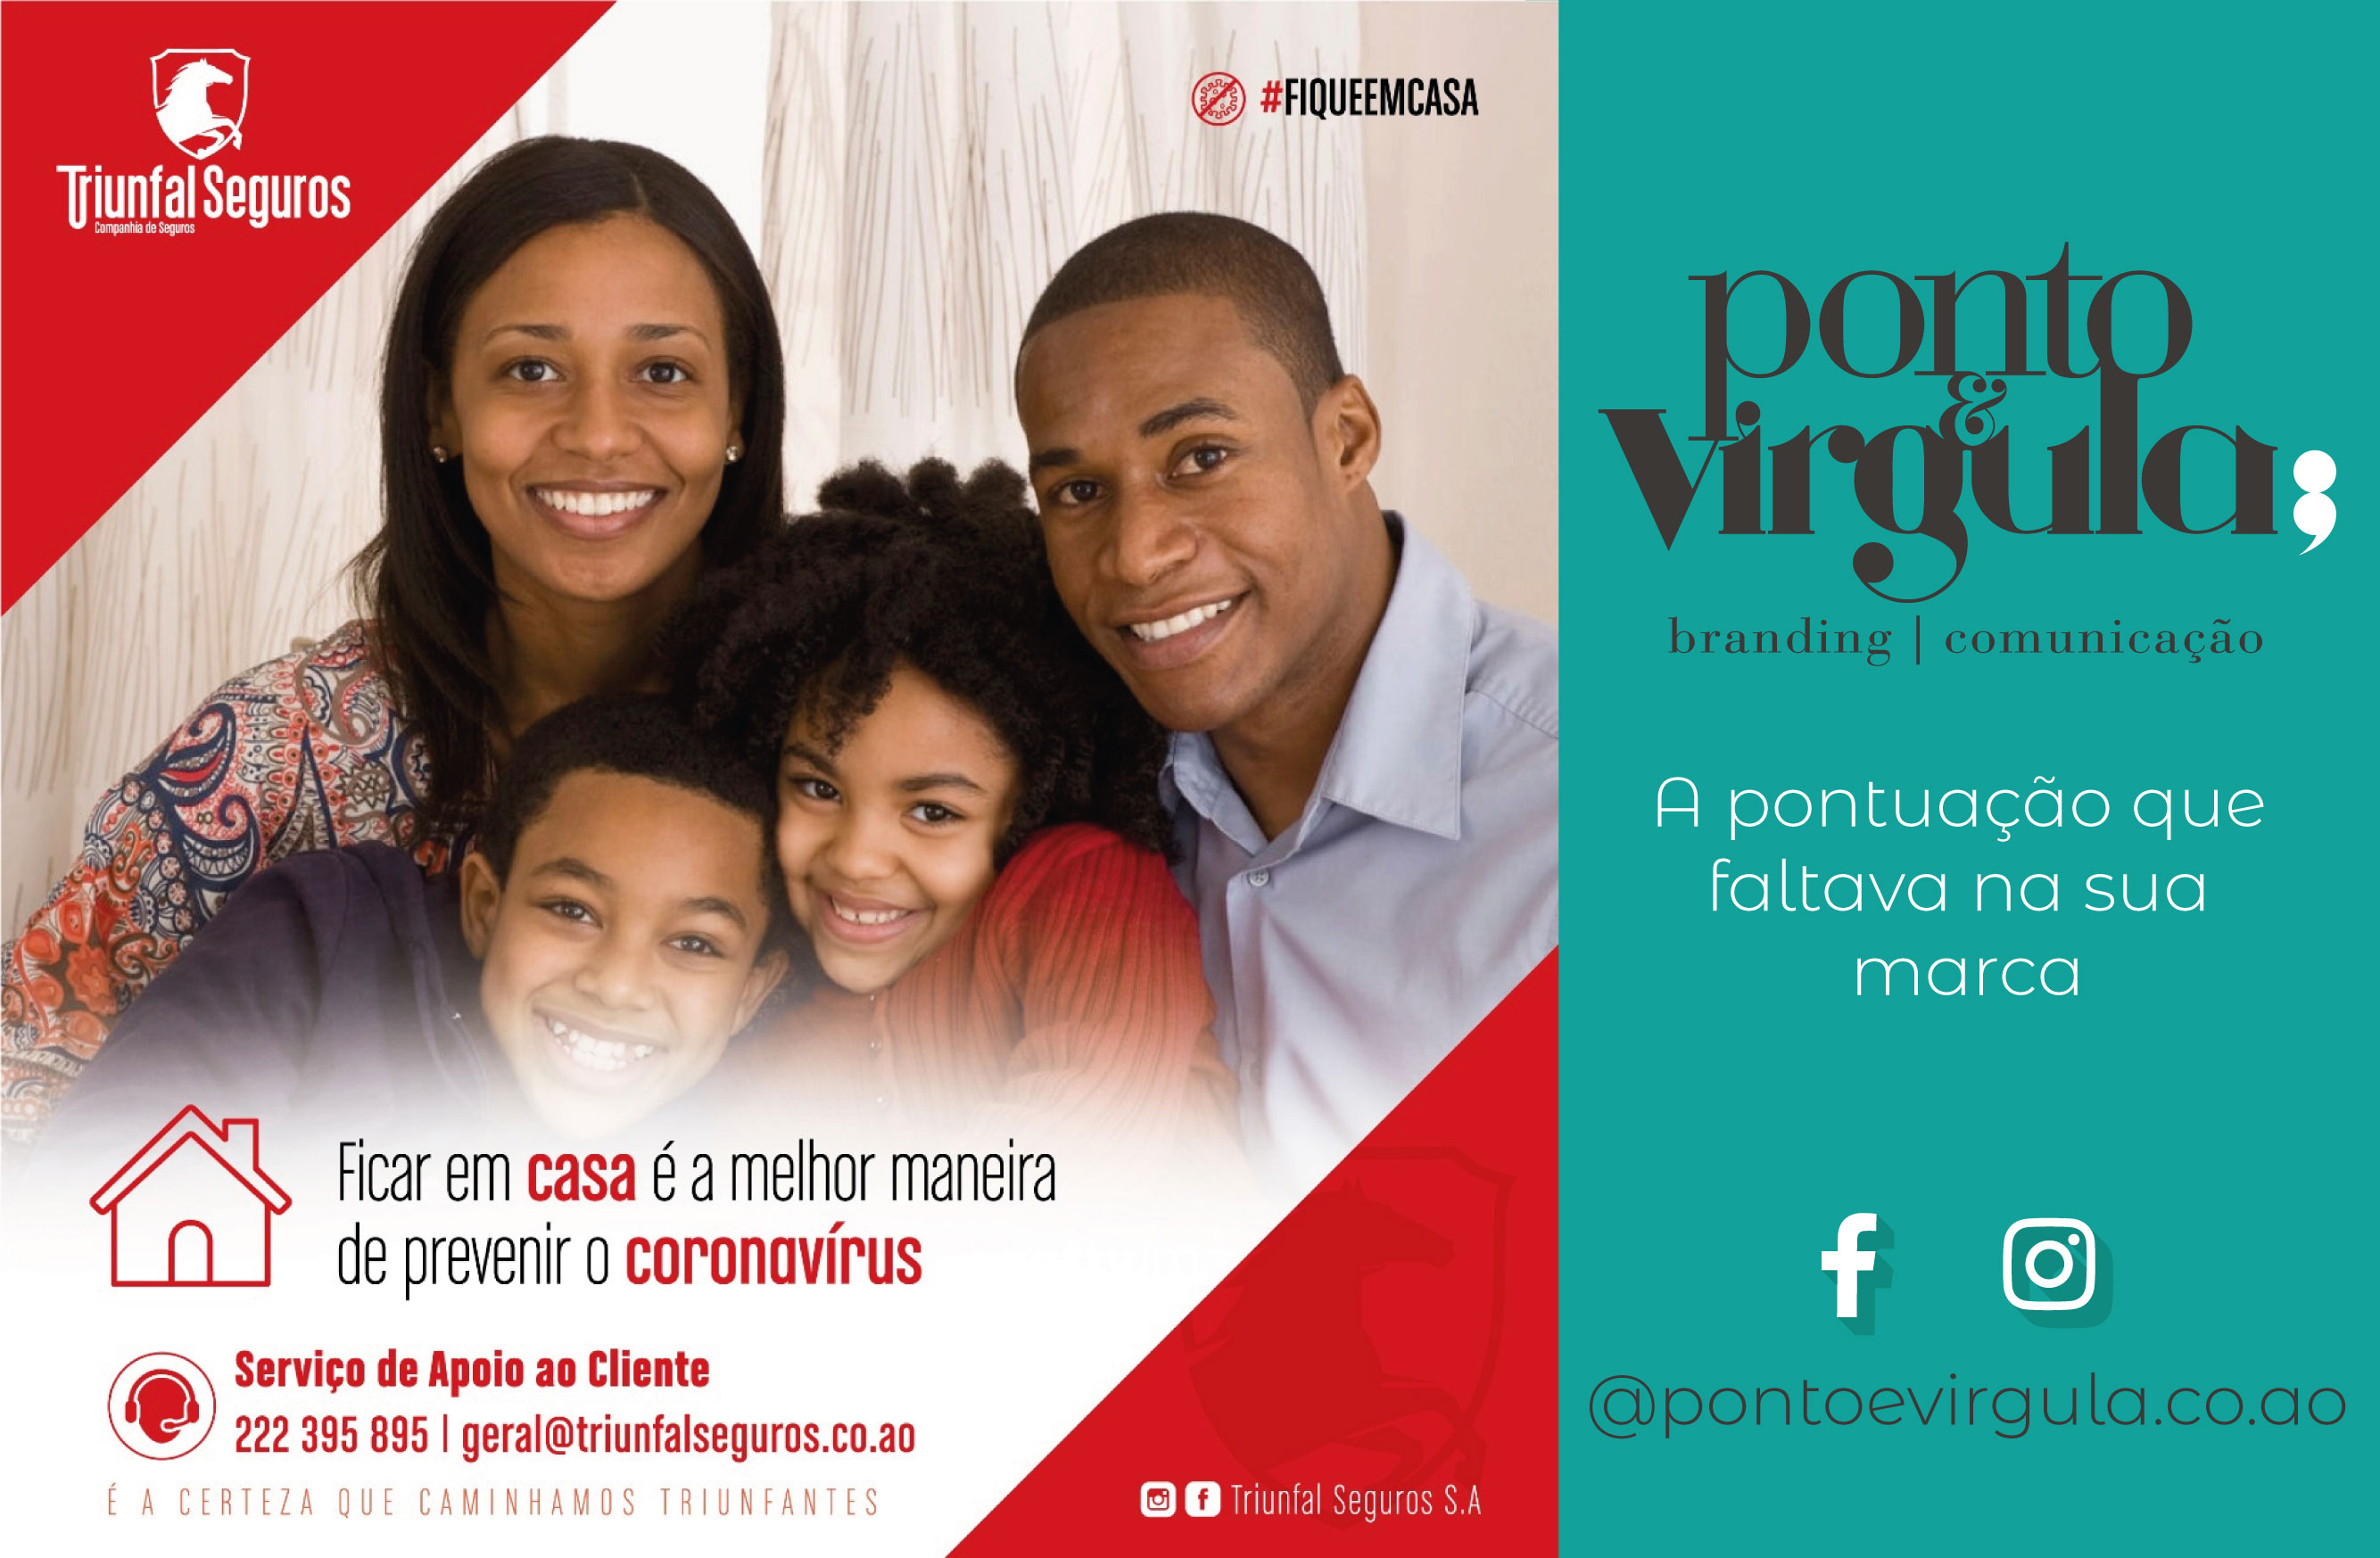 Triunfal Seguros
Companhia de Seguros
#FIQUEEMCASA
Ficar em casa é a melhor maneira
de prevenir o coronavírus
Serviço de Apoio ao Cliente
222 395 895 | geral@triunfalseguros.co.ao
É A CERTEZA QUE CAMINHAMOS TRIUNFANTES
Triunfal Seguros S.A
ponto
&
virgula;
branding | comunicação
A pontuação que
faltava na sua
marca
@pontoevirgula.co.ao